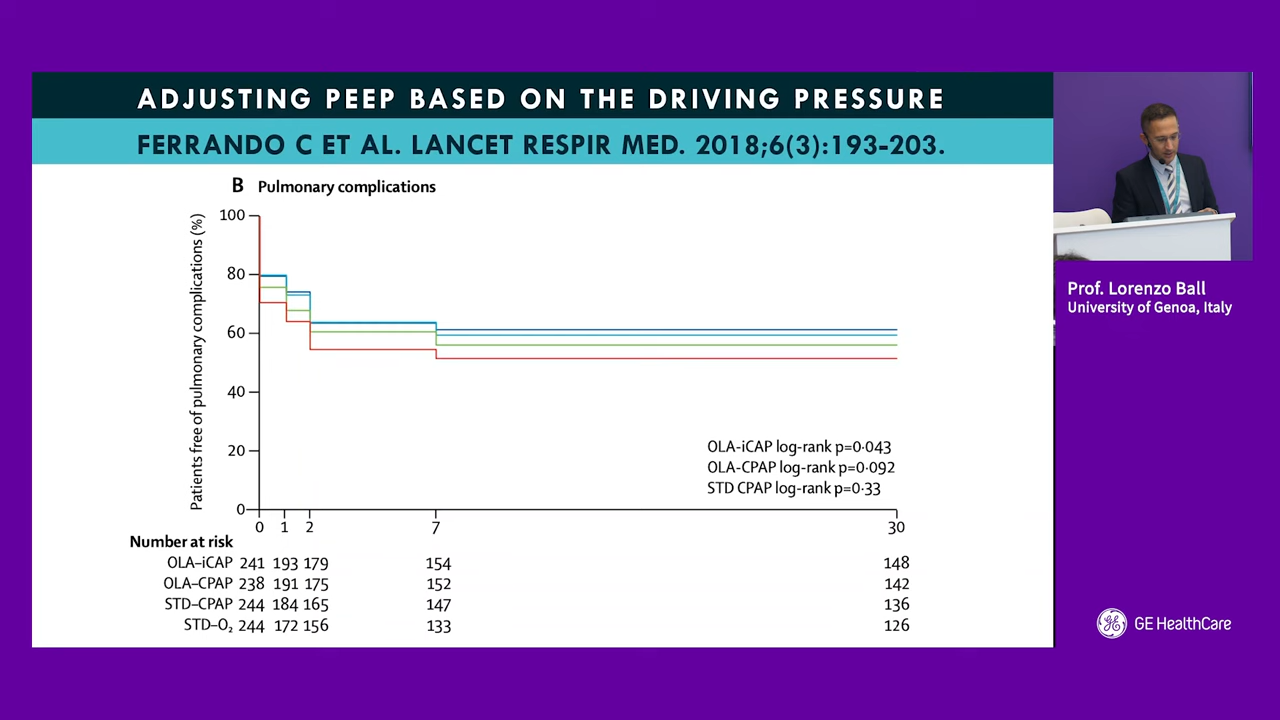 ADJUSTING PEEP BASED ON THE DRIVING PRESSURE
FERRANDO C ET AL. LANCET RESPIR MED. 2018;6(3):193-203.
B Pulmonary complications
Patients free of pulmonary complications (%)
100
80
60
40
20
0
0 1 2 7 30
OLA-iCAP log-rank p=0·043
OLA-CPAP log-rank p=0·092
STD CPAP log-rank p=0·33
Number at risk
OLA–iCAP 241 193 179 154 148
OLA–CPAP 238 191 175 152 142
STD–CPAP 244 184 165 147 136
STD–O₂ 244 172 156 133 126
Prof. Lorenzo Ball
University of Genoa, Italy
GE HealthCare